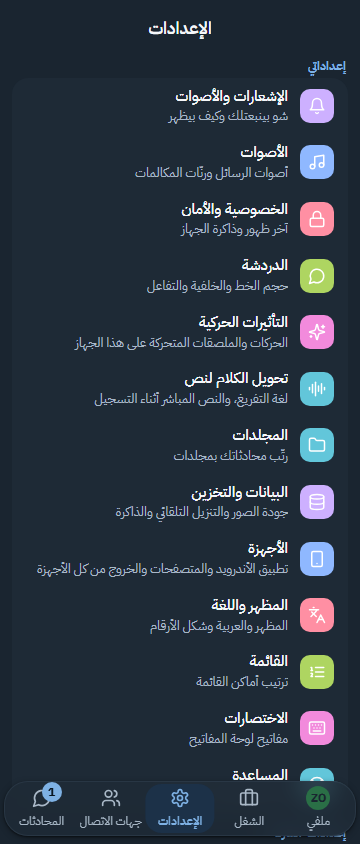 الإعدادات
إعداداتي
الإشعارات والأصوات
شو بينبعتلك وكيف بيظهر
الأصوات
أصوات الرسائل ورنّات المكالمات
الخصوصية والأمان
آخر ظهور وذاكرة الجهاز
الدردشة
حجم الخط والخلفية والتفاعل
التأثيرات الحركية
الحركات والملصقات المتحركة على هذا الجهاز
تحويل الكلام لنص
لغة التفريغ، والنص المباشر أثناء التسجيل
المجلدات
رتّب محادثاتك بمجلدات
البيانات والتخزين
جودة الصور والتنزيل التلقائي والذاكرة
الأجهزة
تطبيق الأندرويد والمتصفحات والخروج من كل الأجهزة
المظهر واللغة
المظهر والعربية وشكل الأرقام
القائمة
ترتيب أماكن القائمة
الاختصارات
مفاتيح لوحة المفاتيح
المساعدة
ZO
1
ملفي
الشغل
الإعدادات
جهات الاتصال
المحادثات